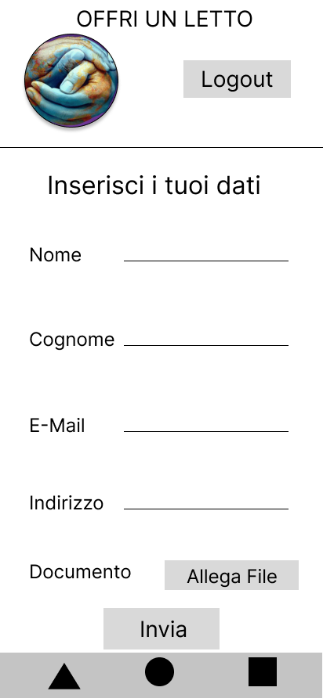 OFFRI UN LETTO
Logout
Inserisci i tuoi dati
Nome
Cognome
E-Mail
Indirizzo
Documento
Allega File
Invia